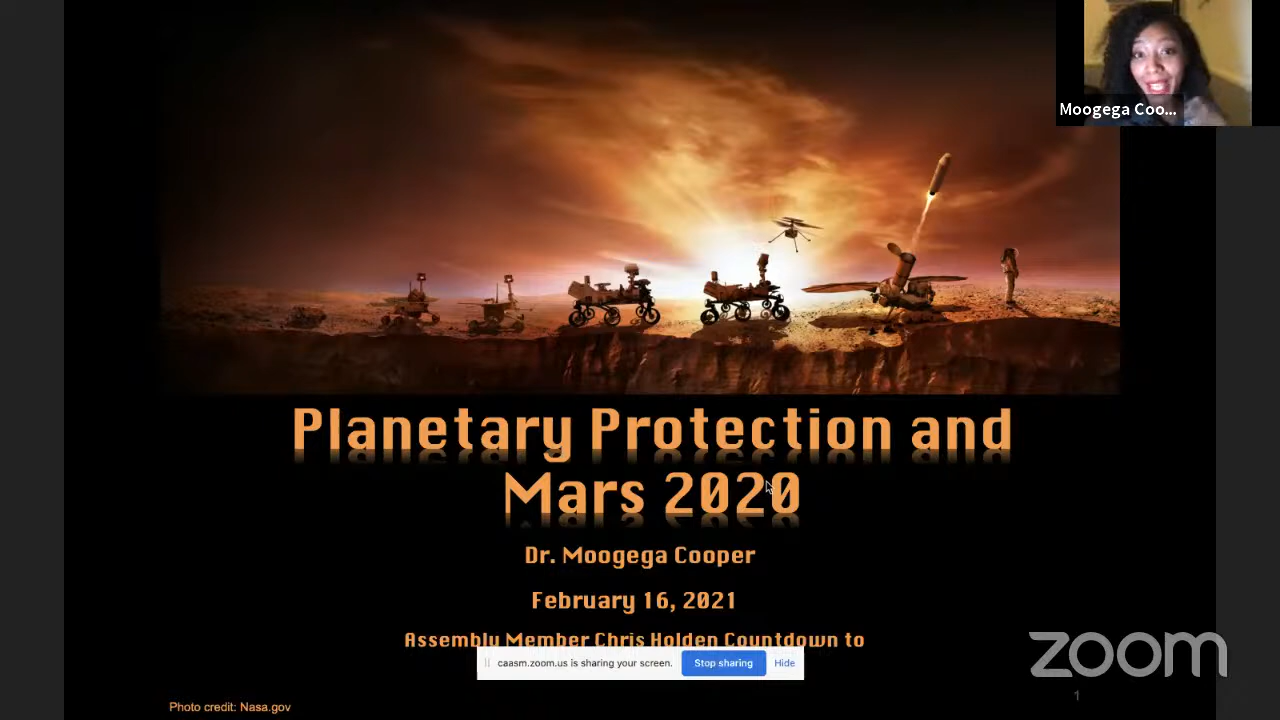 Moogega Coo...
Planetary Protection and
Mars 2020
Dr. Moogega Cooper
February 16, 2021
Assembly Member Chris Holden Countdown to
caasm.zoom.us is sharing your screen.
Stop sharing
Hide
zoom
1
Photo credit: Nasa.gov